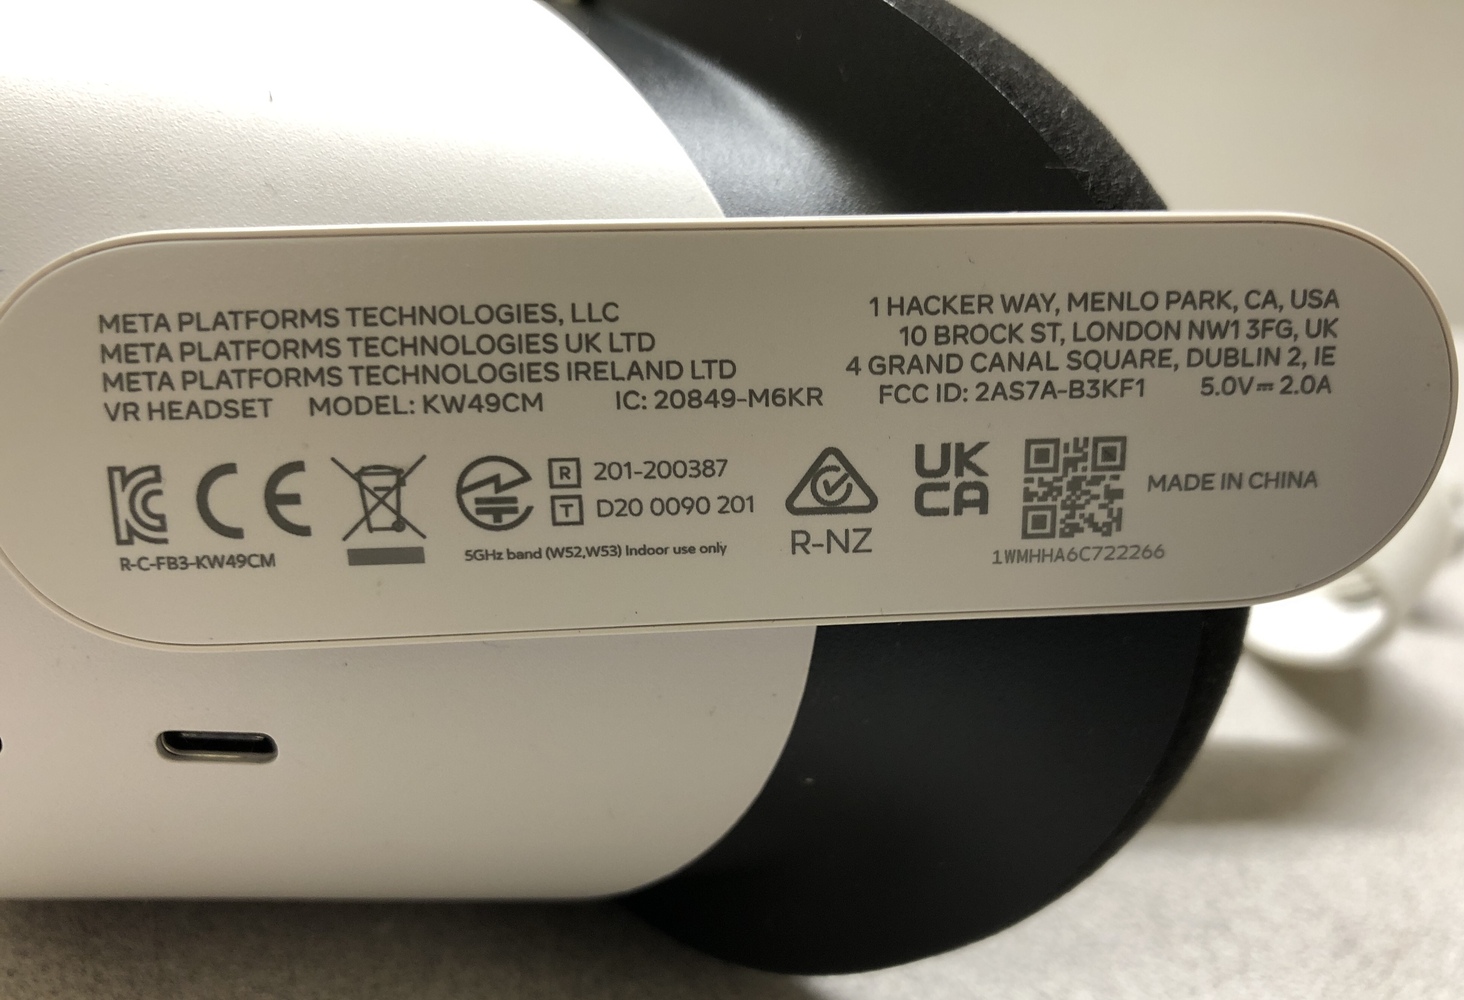 META PLATFORMS TECHNOLOGIES, LLC 1 HACKER WAY, MENLO PARK, CA, USA
META PLATFORMS TECHNOLOGIES UK LTD 10 BROCK ST, LONDON NW1 3FG, UK
META PLATFORMS TECHNOLOGIES IRELAND LTD 4 GRAND CANAL SQUARE, DUBLIN 2, IE
VR HEADSET MODEL: KW49CM IC: 20849-M6KR FCC ID: 2AS7A-B3KF1 5.0V⎓2.0A
KC CE R 201-200387 UK
T D20 0090 201 CA MADE IN CHINA
R-C-FB3-KW49CM 5GHz band (W52,W53) Indoor use only R-NZ 1WMHHA6C722266